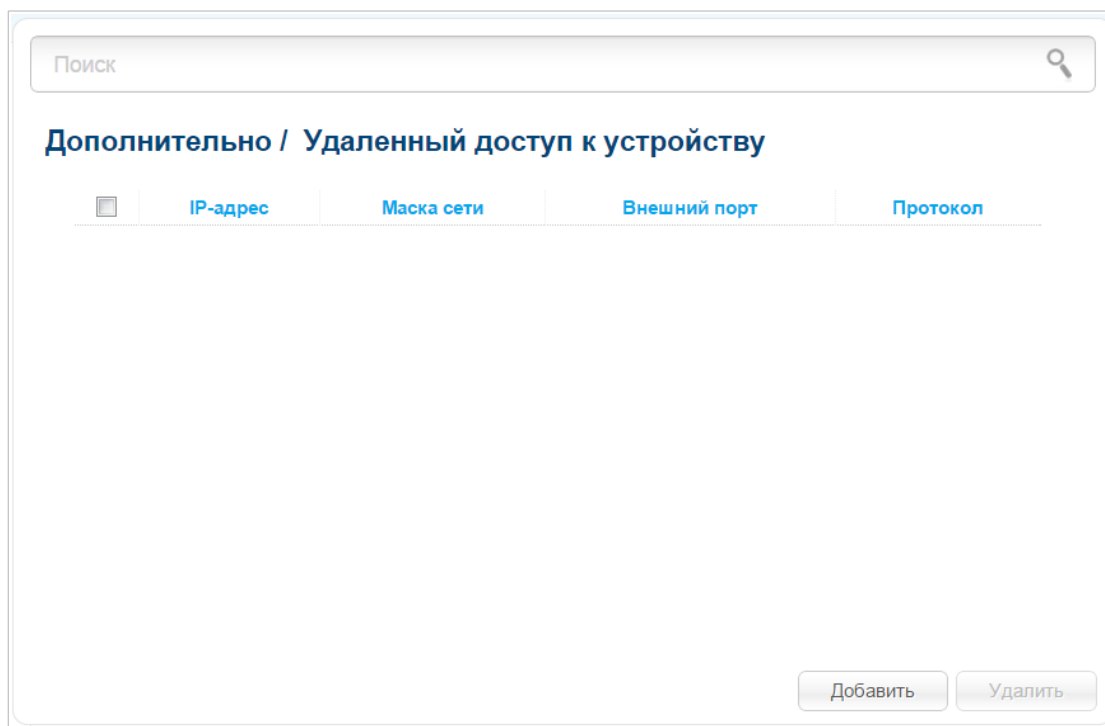 Поиск
Дополнительно / Удаленный доступ к устройству
IP-адрес Маска сети Внешний порт Протокол
Добавить Удалить